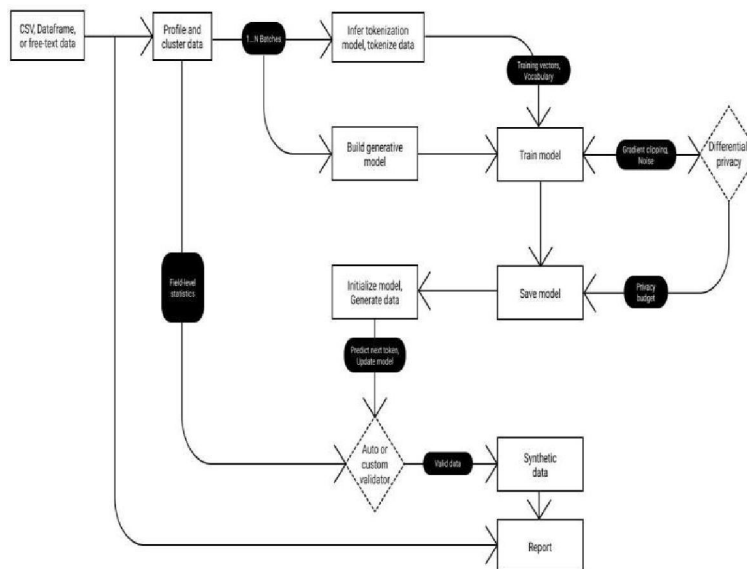 CSV, Dataframe,
or free-text data
Profile and
cluster data
1...N Batches
Infer tokenization
model, tokenize data
Training vectors,
Vocabulary
Build generative
model
Train model
Gradient clipping,
Noise
Differential
privacy
Field-level
statistics
Initialize model,
Generate data
Save model
Privacy
budget
Predict next token,
Update model
Auto or
custom
validator
Valid data
Synthetic
data
Report